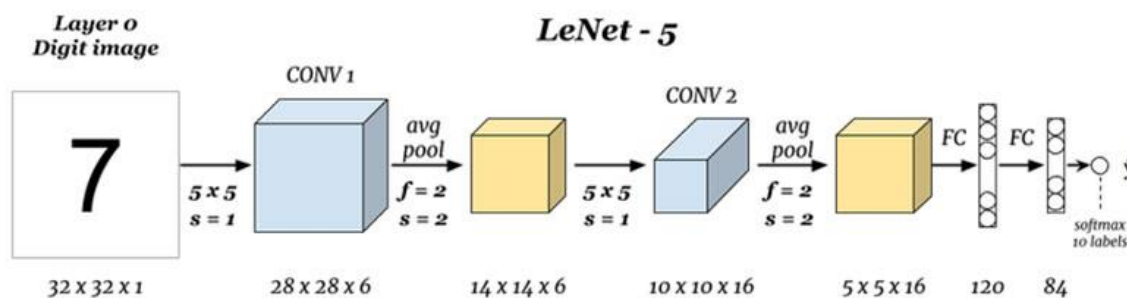 Layer 0
Digit image
LeNet - 5
7
5 x 5
s = 1
CONV 1
avg
pool
f = 2
s = 2
5 x 5
s = 1
CONV 2
avg
pool
f = 2
s = 2
FC
FC
softmax
10 labels
32 x 32 x 1
28 x 28 x 6
14 x 14 x 6
10 x 10 x 16
5 x 5 x 16
120
84